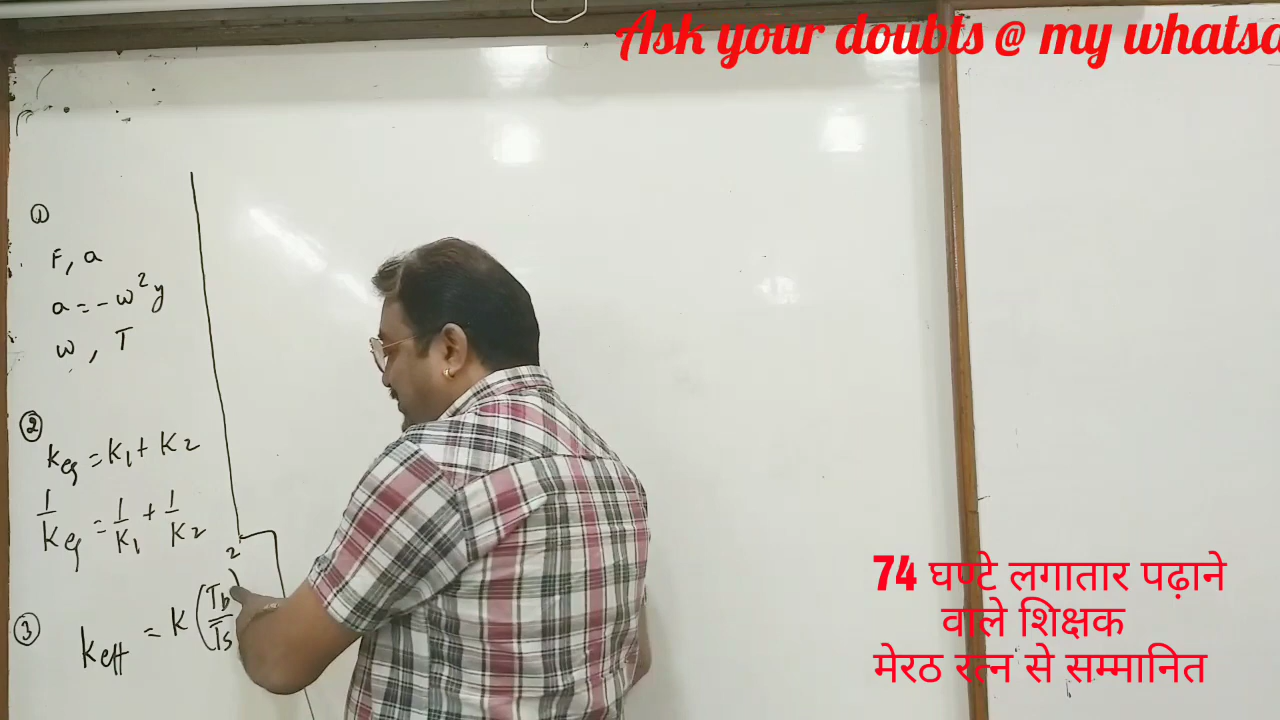 Ask your doubts @ my whatsa
①
F, a
a = - ω² y
ω , T
②
Keq = K₁ + K₂
1/Keq = 1/K₁ + 1/K₂
③
Keff = K (Tb/Ts
2
74 घण्टे लगातार पढ़ाने
वाले शिक्षक
मेरठ रत्न से सम्मानित